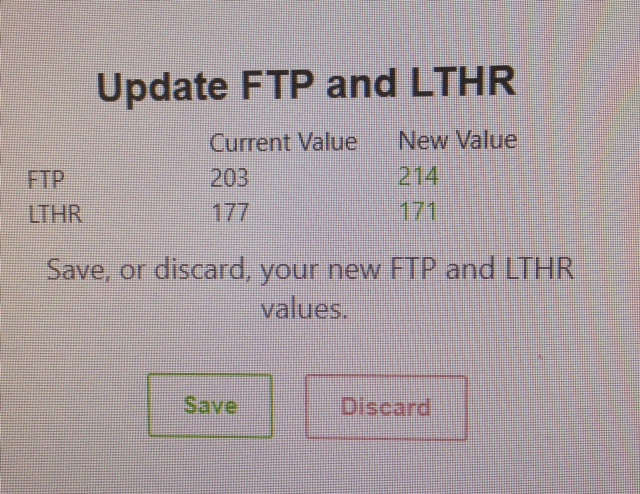 Update FTP and LTHR
Current Value New Value
FTP 203 214
LTHR 177 171
Save, or discard, your new FTP and LTHR
values.
Save Discard